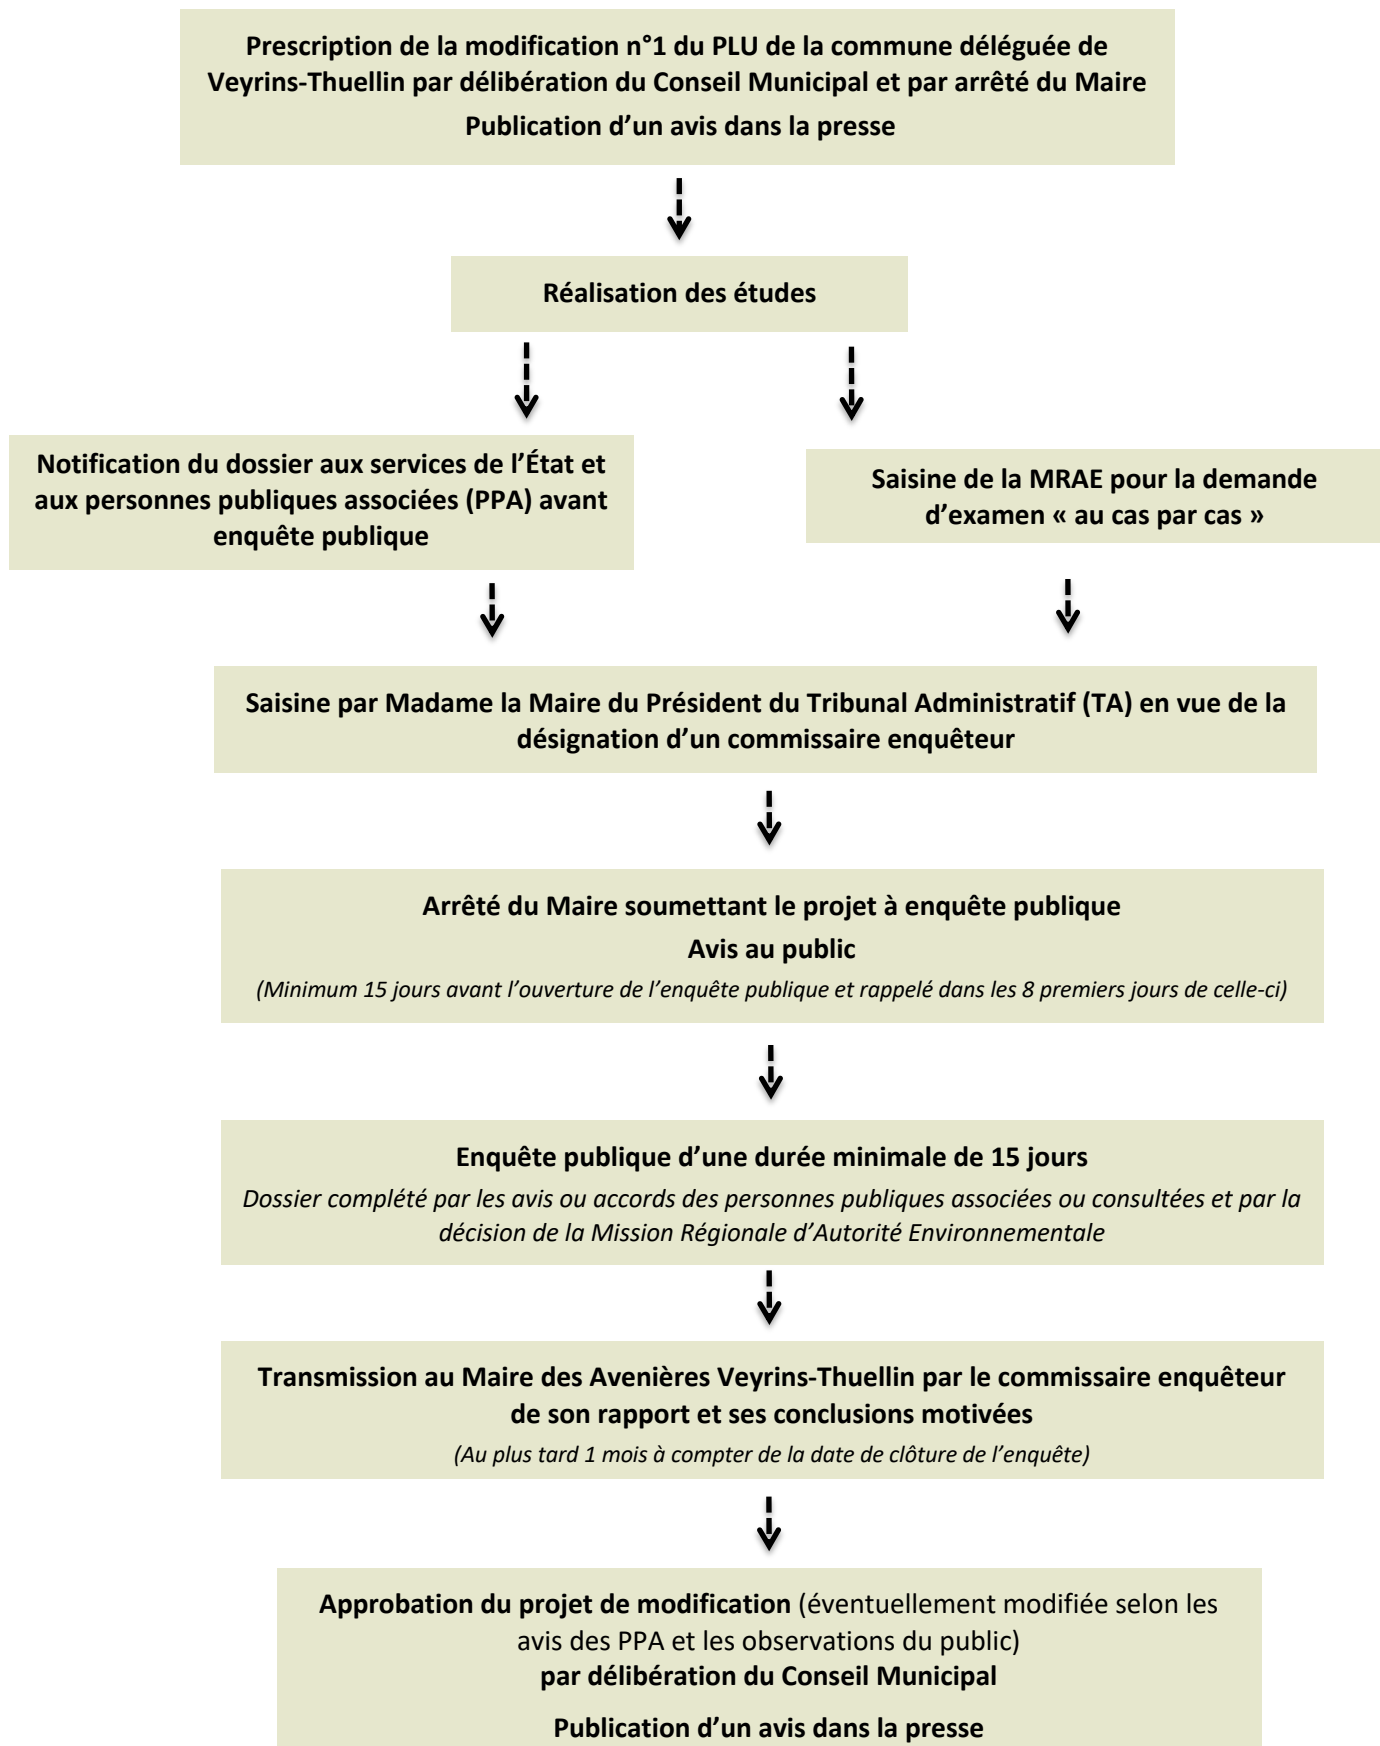 Prescription de la modification n°1 du PLU de la commune déléguée de
Veyrins-Thuellin par délibération du Conseil Municipal et par arrêté du Maire
Publication d’un avis dans la presse
Réalisation des études
Notification du dossier aux services de l’État et
aux personnes publiques associées (PPA) avant
enquête publique
Saisine de la MRAE pour la demande
d’examen « au cas par cas »
Saisine par Madame la Maire du Président du Tribunal Administratif (TA) en vue de la
désignation d’un commissaire enquêteur
Arrêté du Maire soumettant le projet à enquête publique
Avis au public
(Minimum 15 jours avant l’ouverture de l’enquête publique et rappelé dans les 8 premiers jours de celle-ci)
Enquête publique d’une durée minimale de 15 jours
Dossier complété par les avis ou accords des personnes publiques associées ou consultées et par la
décision de la Mission Régionale d’Autorité Environnementale
Transmission au Maire des Avenières Veyrins-Thuellin par le commissaire enquêteur
de son rapport et ses conclusions motivées
(Au plus tard 1 mois à compter de la date de clôture de l’enquête)
Approbation du projet de modification (éventuellement modifiée selon les
avis des PPA et les observations du public)
par délibération du Conseil Municipal
Publication d’un avis dans la presse